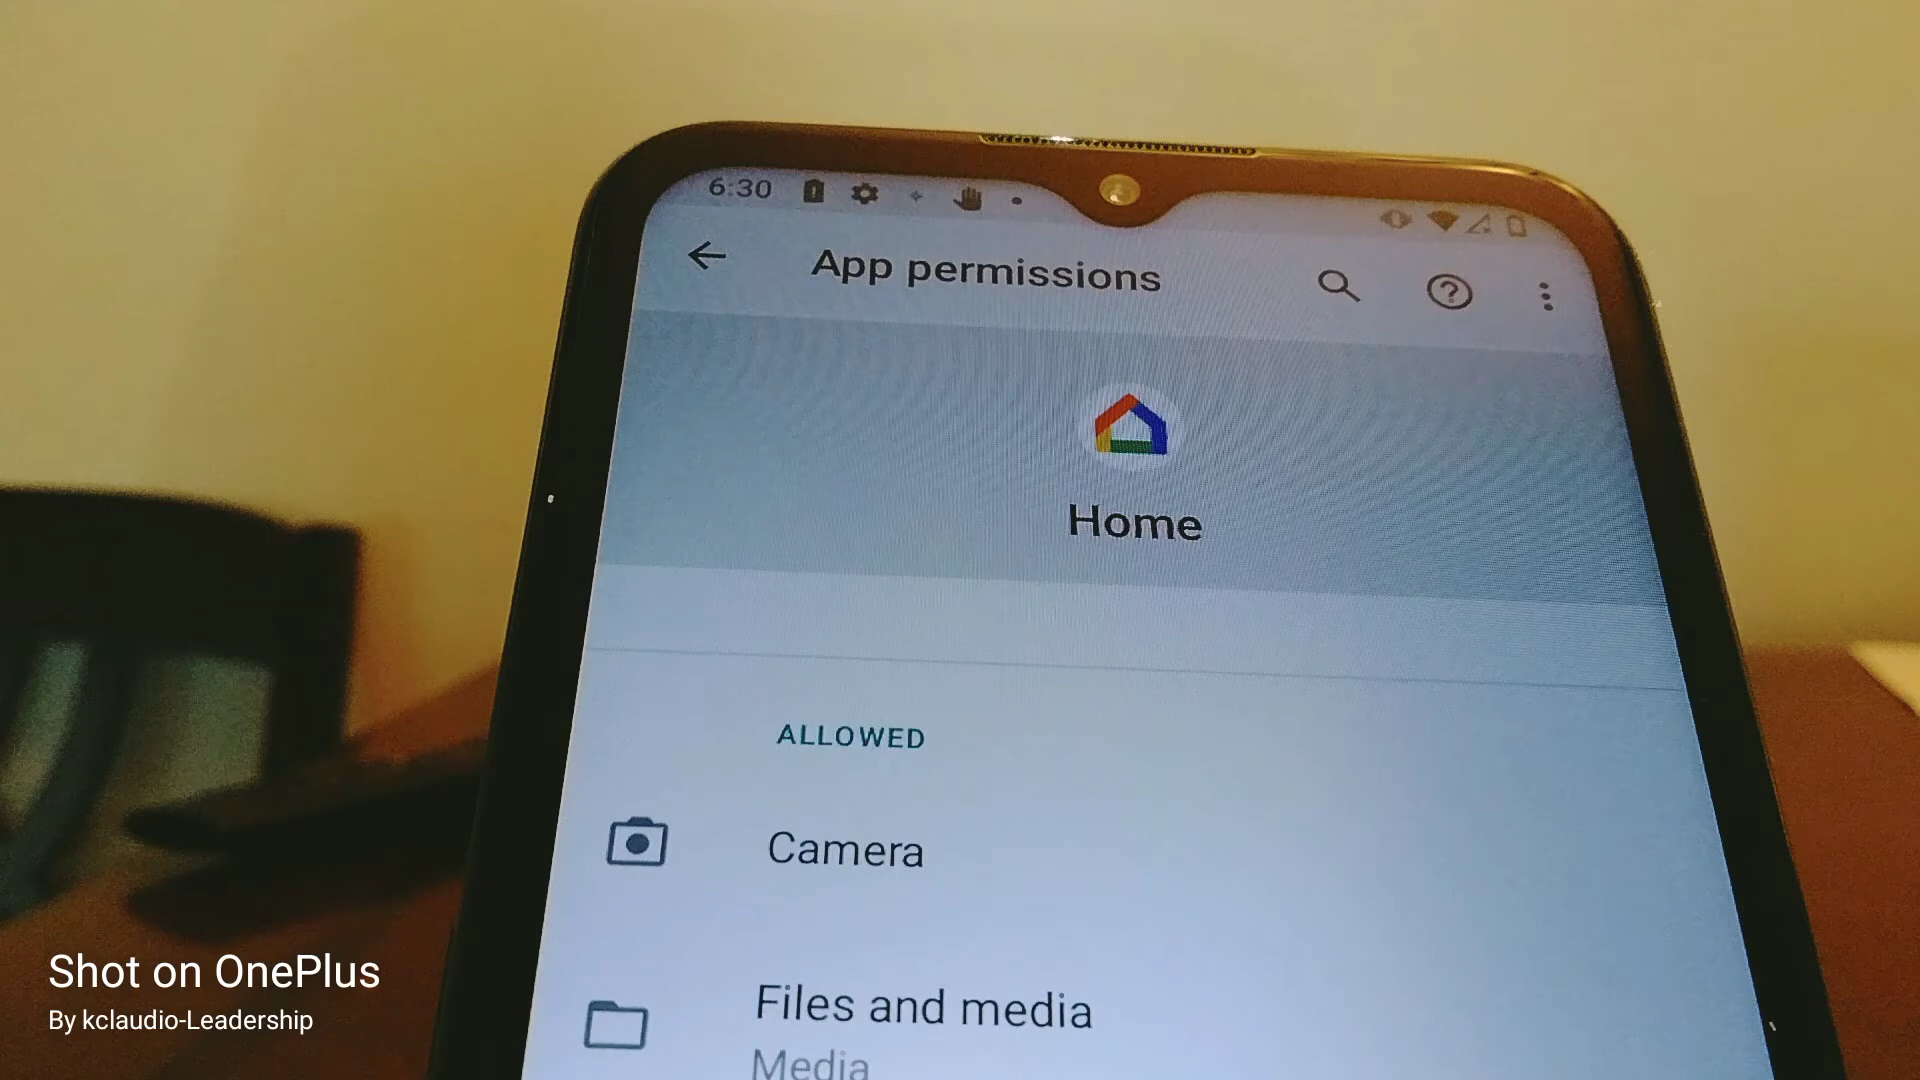 6:30
App permissions
Home
ALLOWED
Camera
Files and media
Media
Shot on OnePlus
By kclaudio-Leadership